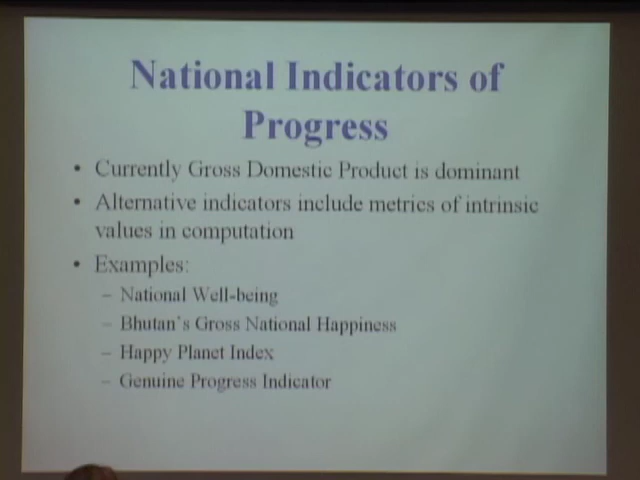 National Indicators of
Progress
• Currently Gross Domestic Product is dominant
• Alternative indicators include metrics of intrinsic
values in computation
• Examples:
– National Well-being
– Bhutan's Gross National Happiness
– Happy Planet Index
– Genuine Progress Indicator